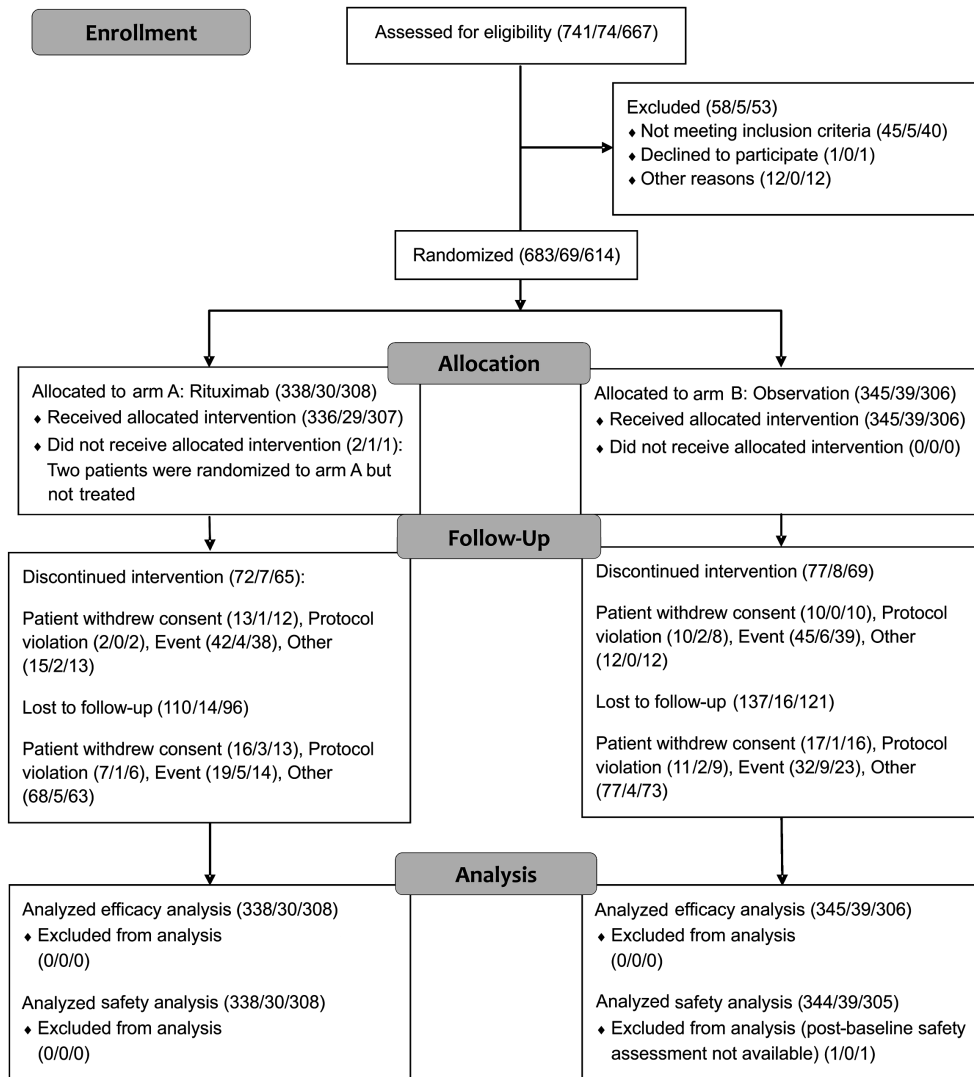 Enrollment
Assessed for eligibility (741/74/667)
Excluded (58/5/53)
♦ Not meeting inclusion criteria (45/5/40)
♦ Declined to participate (1/0/1)
♦ Other reasons (12/0/12)
Randomized (683/69/614)
Allocation
Allocated to arm A: Rituximab (338/30/308)
♦ Received allocated intervention (336/29/307)
♦ Did not receive allocated intervention (2/1/1):
Two patients were randomized to arm A but
not treated
Allocated to arm B: Observation (345/39/306)
♦ Received allocated intervention (345/39/306)
♦ Did not receive allocated intervention (0/0/0)
Follow-Up
Discontinued intervention (72/7/65):
Patient withdrew consent (13/1/12), Protocol
violation (2/0/2), Event (42/4/38), Other
(15/2/13)
Lost to follow-up (110/14/96)
Patient withdrew consent (16/3/13), Protocol
violation (7/1/6), Event (19/5/14), Other
(68/5/63)
Discontinued intervention (77/8/69)
Patient withdrew consent (10/0/10), Protocol
violation (10/2/8), Event (45/6/39), Other
(12/0/12)
Lost to follow-up (137/16/121)
Patient withdrew consent (17/1/16), Protocol
violation (11/2/9), Event (32/9/23), Other
(77/4/73)
Analysis
Analyzed efficacy analysis (338/30/308)
♦ Excluded from analysis
(0/0/0)
Analyzed safety analysis (338/30/308)
♦ Excluded from analysis
(0/0/0)
Analyzed efficacy analysis (345/39/306)
♦ Excluded from analysis
(0/0/0)
Analyzed safety analysis (344/39/305)
♦ Excluded from analysis (post-baseline safety
assessment not available) (1/0/1)